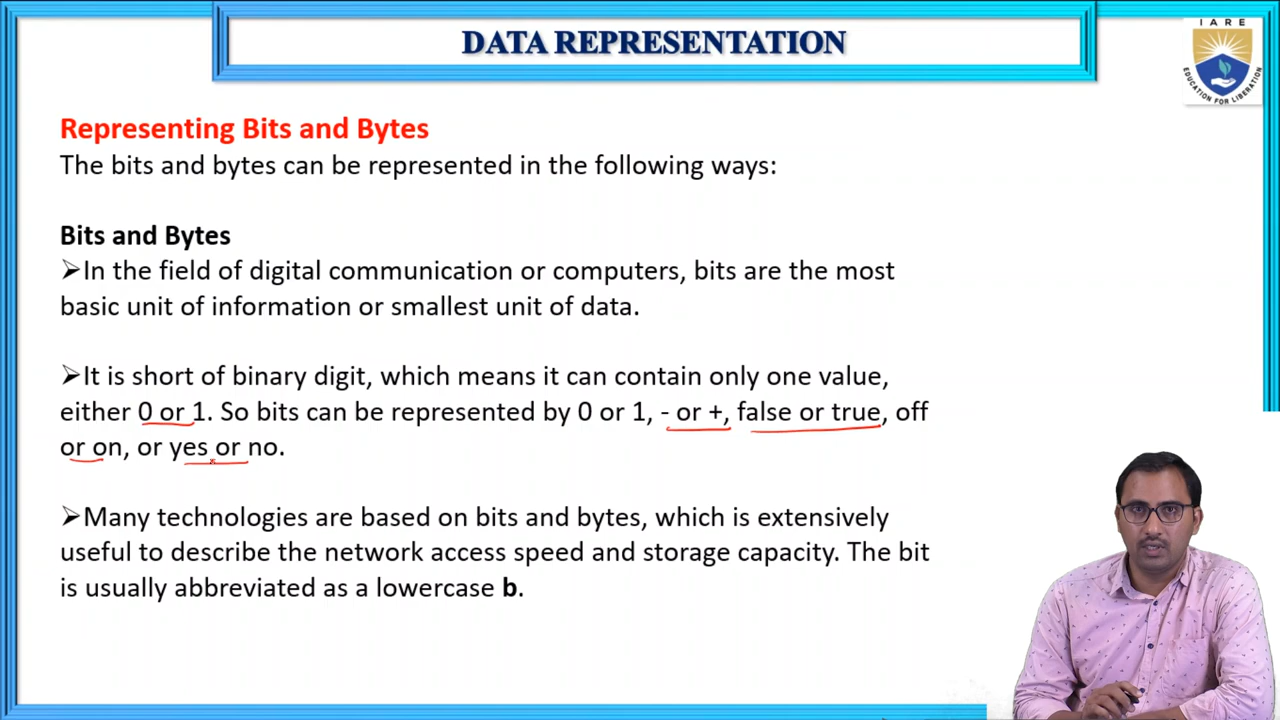 DATA REPRESENTATION
IARE
EDUCATION FOR LIBERATION
Representing Bits and Bytes
The bits and bytes can be represented in the following ways:
Bits and Bytes
➢In the field of digital communication or computers, bits are the most
basic unit of information or smallest unit of data.
➢It is short of binary digit, which means it can contain only one value,
either 0 or 1. So bits can be represented by 0 or 1, - or +, false or true, off
or on, or yes or no.
➢Many technologies are based on bits and bytes, which is extensively
useful to describe the network access speed and storage capacity. The bit
is usually abbreviated as a lowercase b.